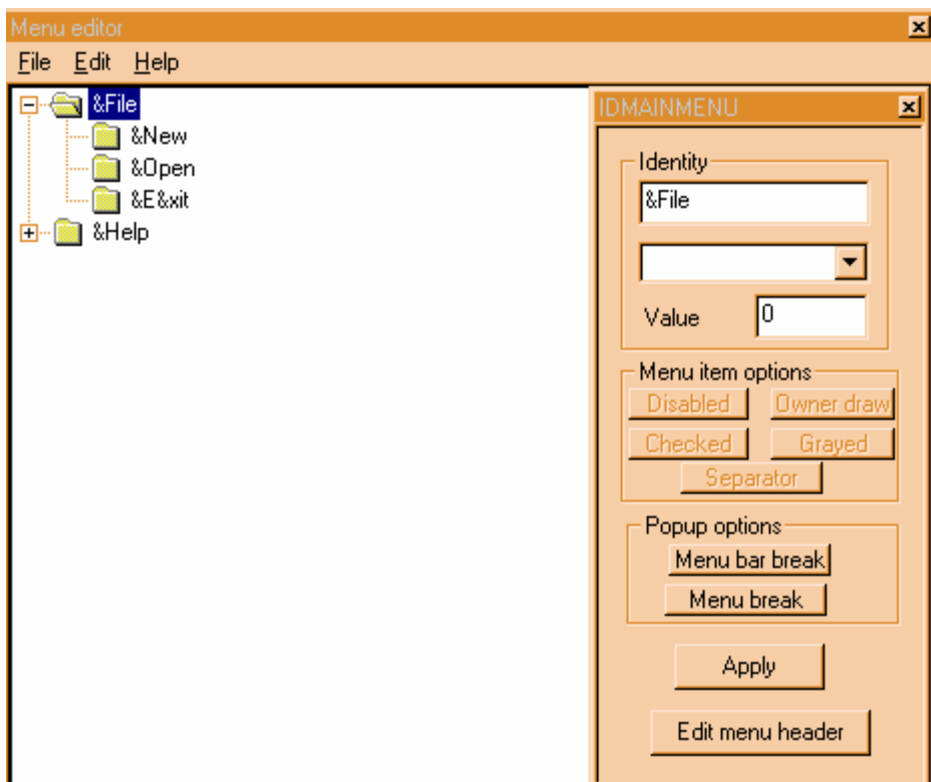 Menu editor
File Edit Help
&File
&New
&Open
&E&xit
&Help
IDMAINMENU
Identity
&File
Value 0
Menu item options
Disabled Owner draw
Checked Grayed
Separator
Popup options
Menu bar break
Menu break
Apply
Edit menu header